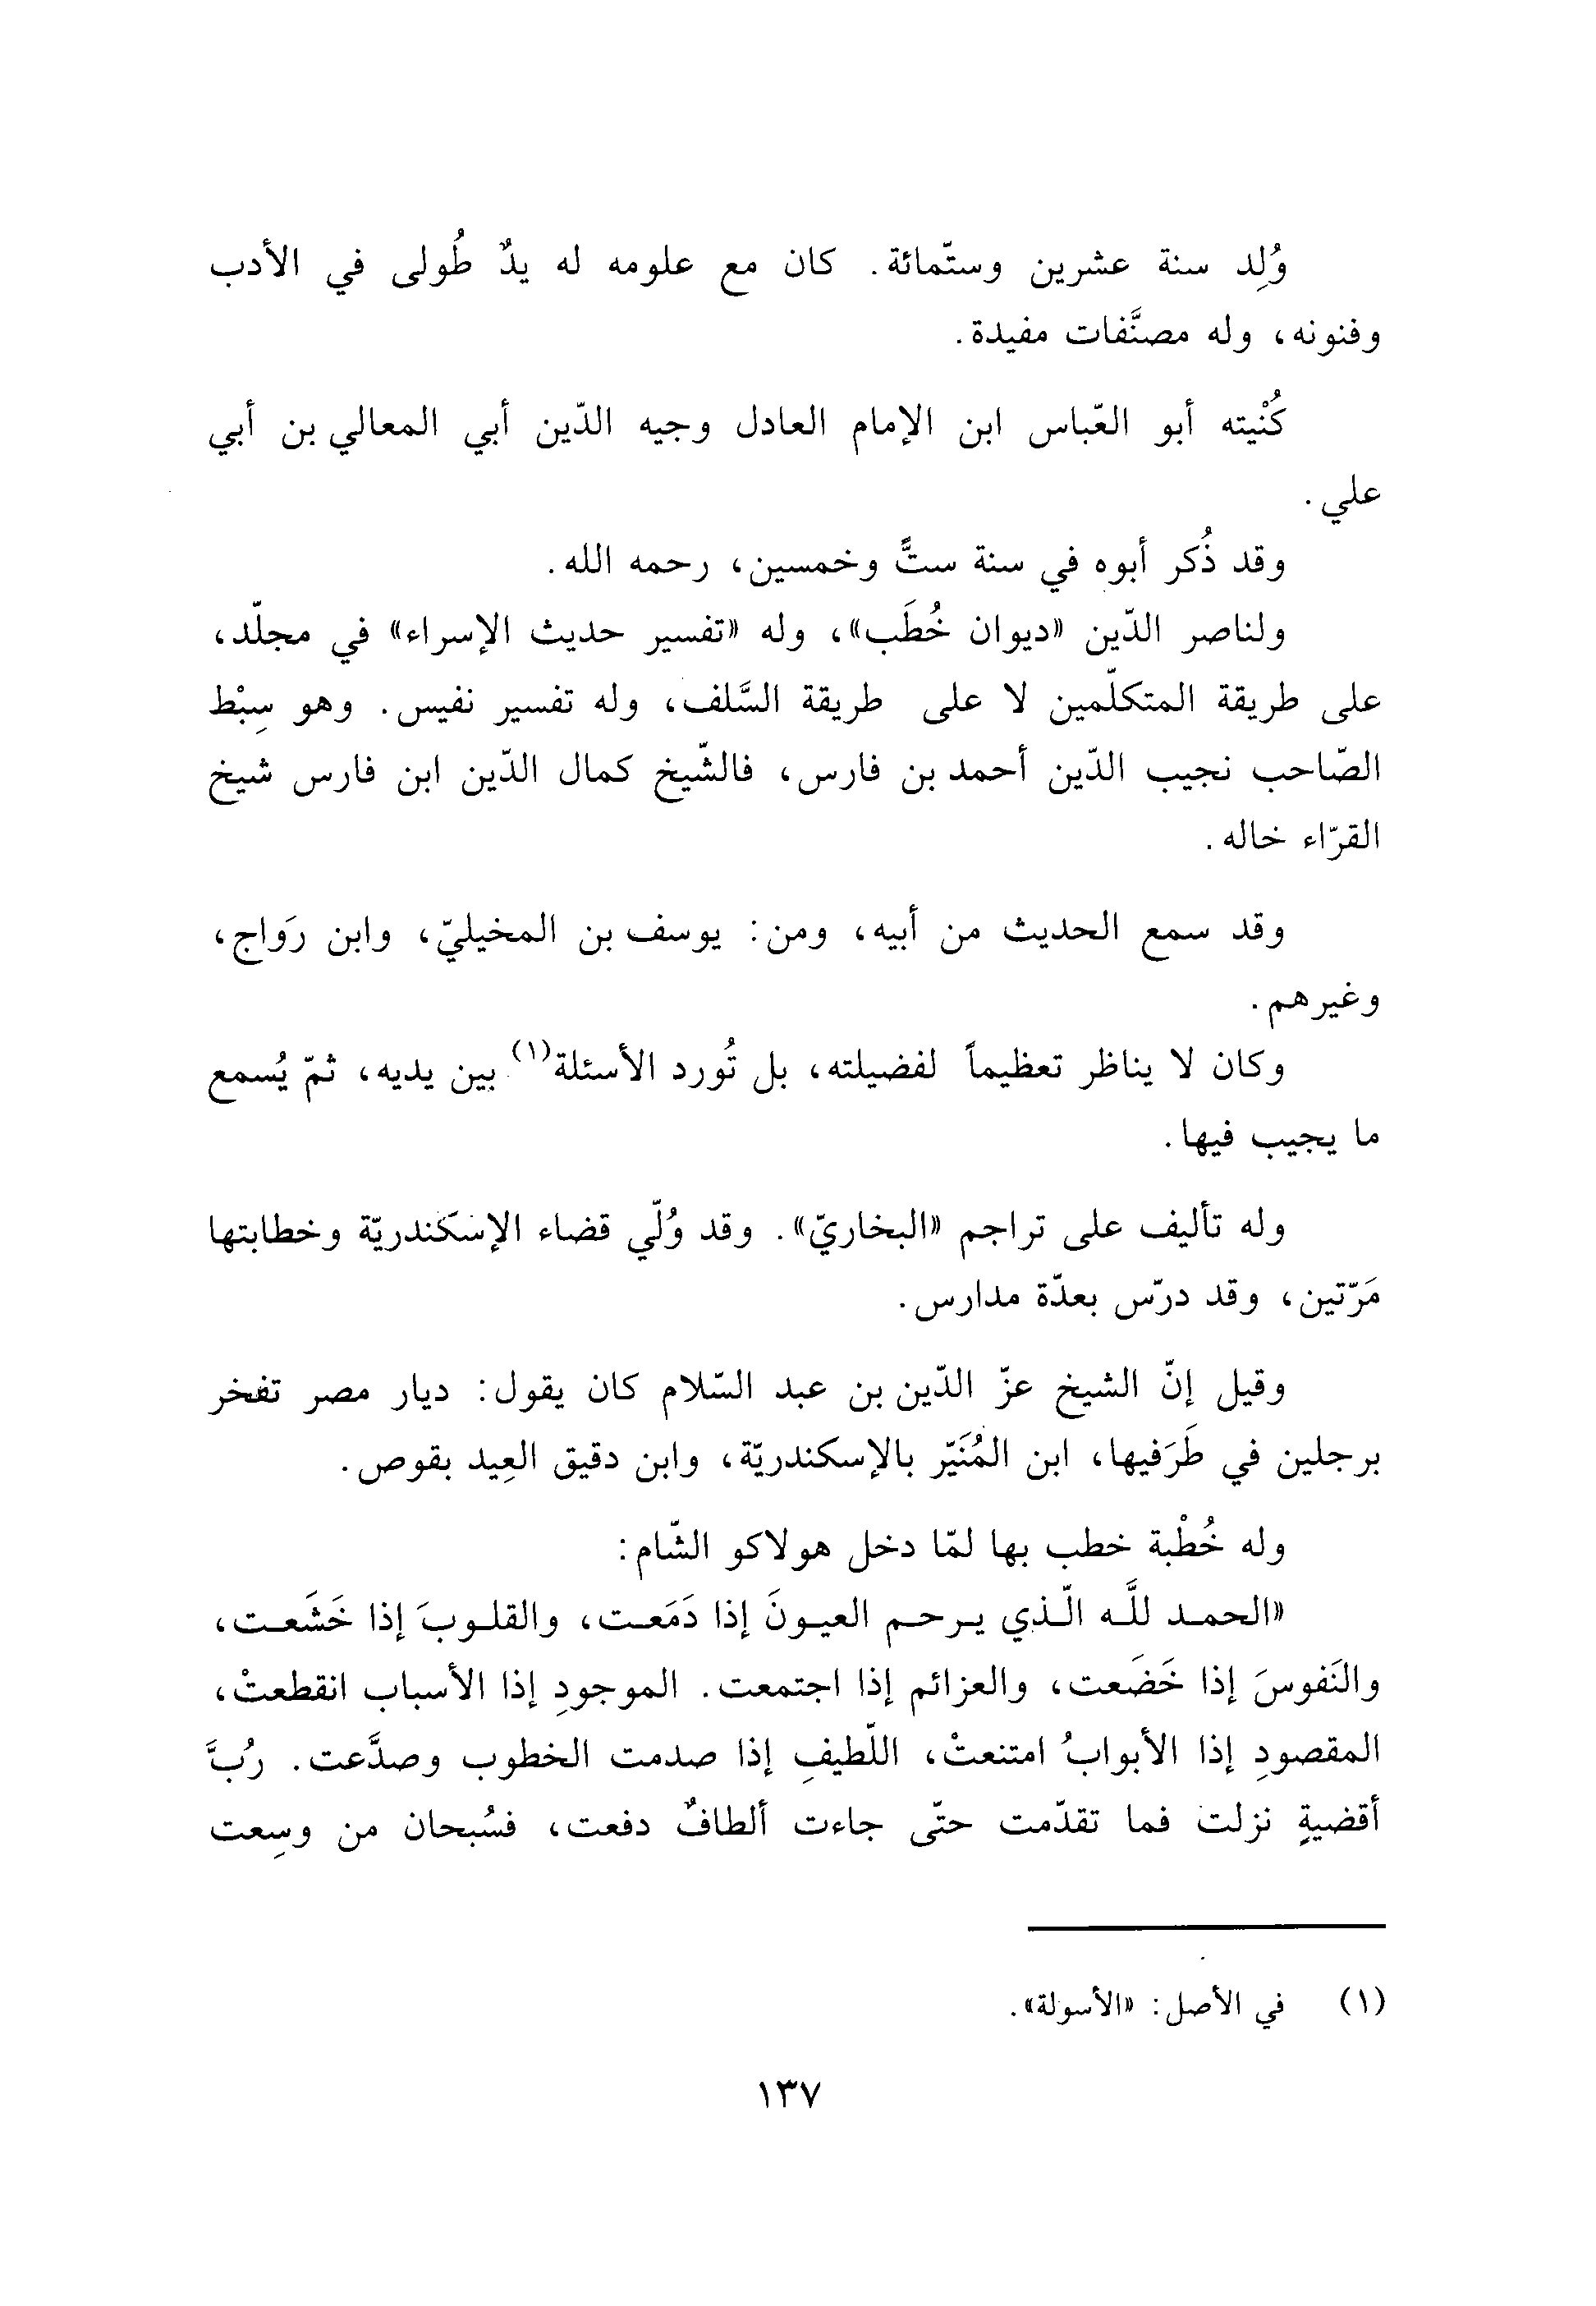 وُلِد سنة عشرين وستّمائة. كان مع علومه له يدٌ طُولى في الأدب
وفنونه، وله مصنَّفات مفيدة.
كُنْيته أبو العّباس ابن الإمام العادل وجيه الدّين أبي المعالي بن أبي
علي.
وقد ذُكر أبوه في سنة ستًّ وخمسين، رحمه الله.
ولناصر الدّين «ديوان خُطَب»، وله «تفسير حديث الإسراء» في مجلّد،
على طريقة المتكلّمين لا على طريقة السَّلف، وله تفسير نفيس. وهو سِبْط
الصّاحب نجيب الدّين أحمد بن فارس، فالشّيخ كمال الدّين ابن فارس شيخ
القرّاء خاله.
وقد سمع الحديث من أبيه، ومن: يوسف بن المخيليّ، وابن رَواج،
وغيرهم.
وكان لا يناظر تعظيماً لفضيلته، بل تُورد الأسئلة(١) بين يديه، ثمّ يُسمع
ما يجيب فيها.
وله تأليف على تراجم «البخاريّ». وقد وُلّي قضاء الإسكندريّة وخطابتها
مَرّتين، وقد درّس بعدّة مدارس.
وقيل إنّ الشيخ عزّ الدّين بن عبد السّلام كان يقول: ديار مصر تفخر
برجلين في طَرَفيها، ابن المُنَيّر بالإسكندريّة، وابن دقيق العِيد بقوص.
وله خُطْبة خطب بها لمّا دخل هولاكو الشّام:
«الحمد للَّه الّذي يرحم العيونَ إذا دَمَعت، والقلوبَ إذا خَشَعت،
والنَفوسَ إذا خَضَعت، والعزائم إذا اجتمعت. الموجودِ إذا الأسباب انقطعتْ،
المقصودِ إذا الأبوابُ امتنعتْ، اللّطيفِ إذا صدمت الخطوب وصدَّعت. رُبَّ
أقضيةٍ نزلت فما تقدّمت حتّى جاءت ألطافٌ دفعت، فسُبحان من وسِعت
(١) في الأصل: «الأسولة».
١٣٧